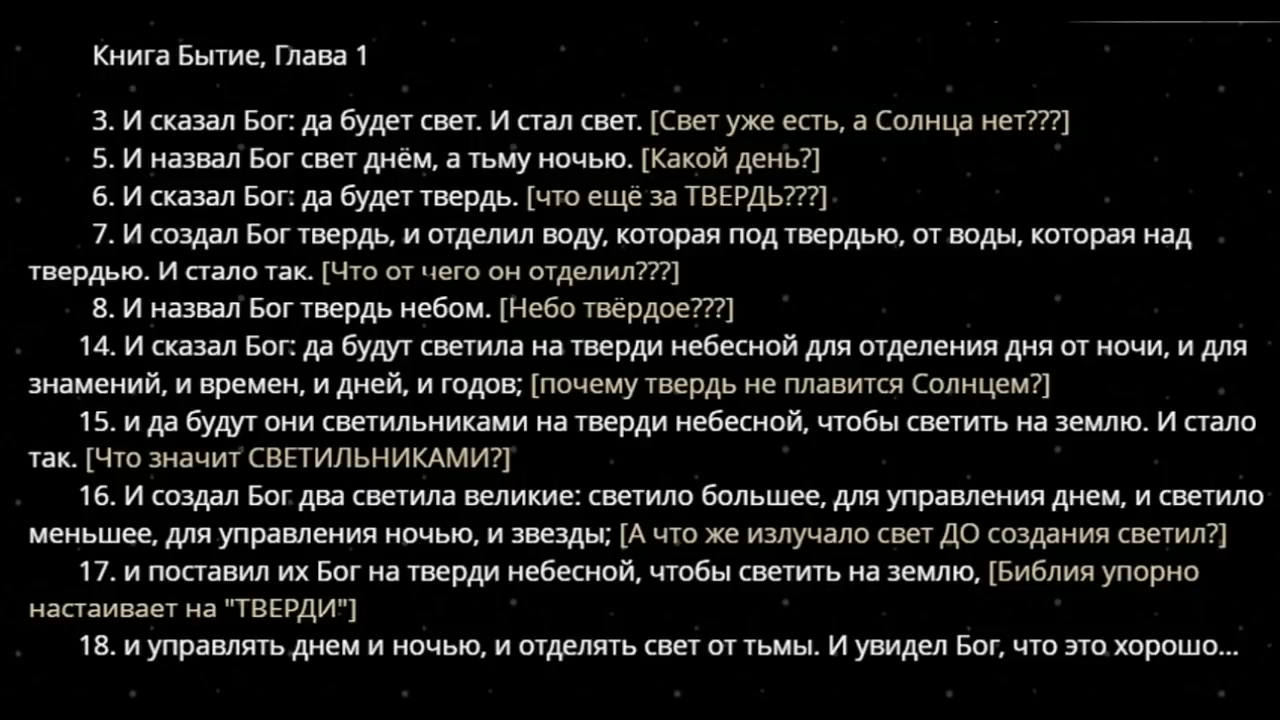 Книга Бытие, Глава 1
3. И сказал Бог: да будет свет. И стал свет. [Свет уже есть, а Солнца нет???]
5. И назвал Бог свет днём, а тьму ночью. [Какой день?]
6. И сказал Бог: да будет твердь. [что ещё за ТВЕРДЬ???]
7. И создал Бог твердь, и отделил воду, которая под твердью, от воды, которая над
твердью. И стало так. [Что от чего он отделил???]
8. И назвал Бог твердь небом. [Небо твёрдое???]
14. И сказал Бог: да будут светила на тверди небесной для отделения дня от ночи, и для
знамений, и времен, и дней, и годов; [почему твердь не плавится Солнцем?]
15. и да будут они светильниками на тверди небесной, чтобы светить на землю. И стало
так. [Что значит СВЕТИЛЬНИКАМИ?]
16. И создал Бог два светила великие: светило большее, для управления днем, и светило
меньшее, для управления ночью, и звезды; [А что же излучало свет ДО создания светил?]
17. и поставил их Бог на тверди небесной, чтобы светить на землю, [Библия упорно
настаивает на "ТВЕРДИ"]
18. и управлять днем и ночью, и отделять свет от тьмы. И увидел Бог, что это хорошо...